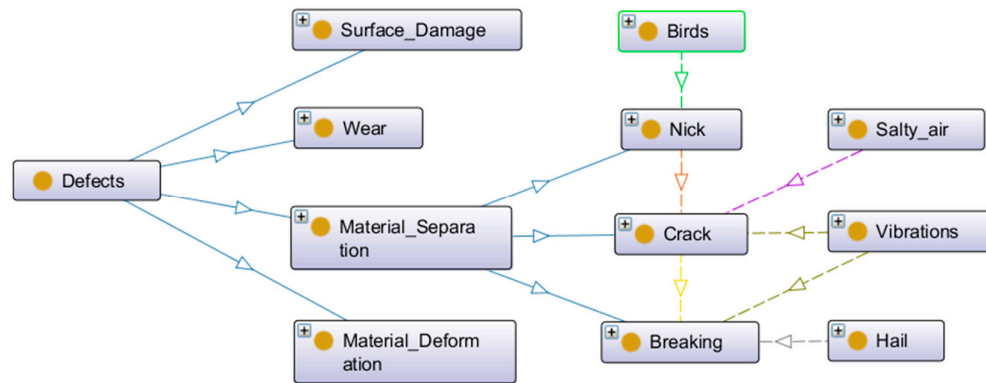 Surface_Damage
Birds
Wear
Nick
Salty_air
Defects
Material_Separa
tion
Crack
Vibrations
Material_Deform
ation
Breaking
Hail